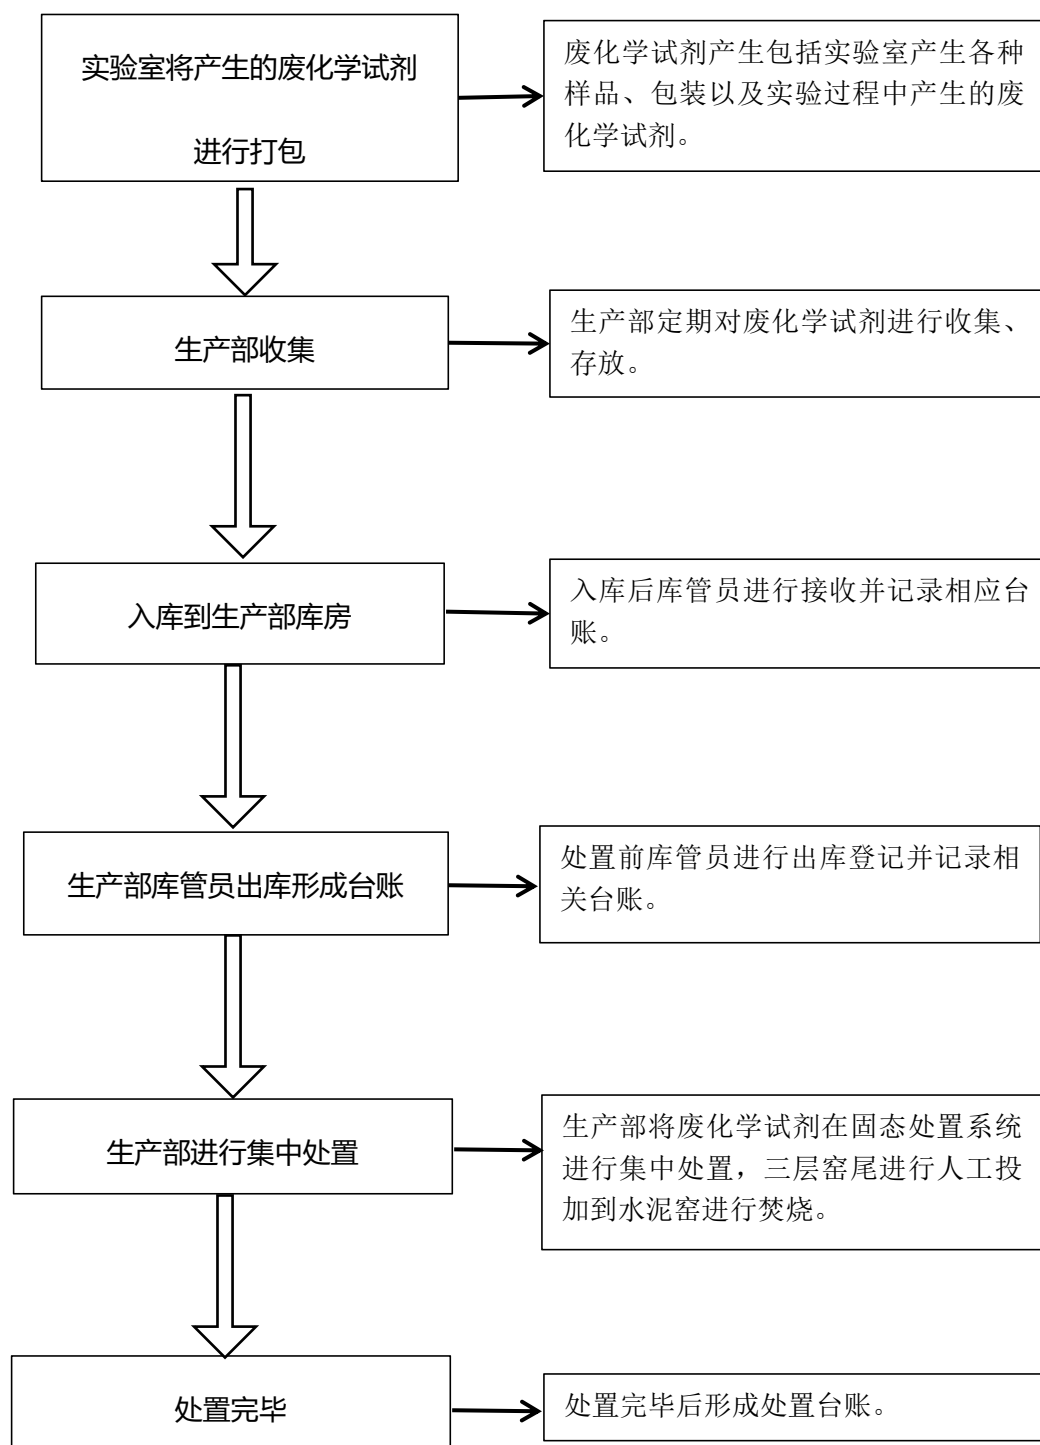 实验室将产生的废化学试剂
进行打包
废化学试剂产生包括实验室产生各种
样品、包装以及实验过程中产生的废
化学试剂。
生产部收集
生产部定期对废化学试剂进行收集、
存放。
入库到生产部库房
入库后库管员进行接收并记录相应台
账。
生产部库管员出库形成台账
处置前库管员进行出库登记并记录相
关台账。
生产部进行集中处置
生产部将废化学试剂在固态处置系统
进行集中处置，三层窑尾进行人工投
加到水泥窑进行焚烧。
处置完毕
处置完毕后形成处置台账。